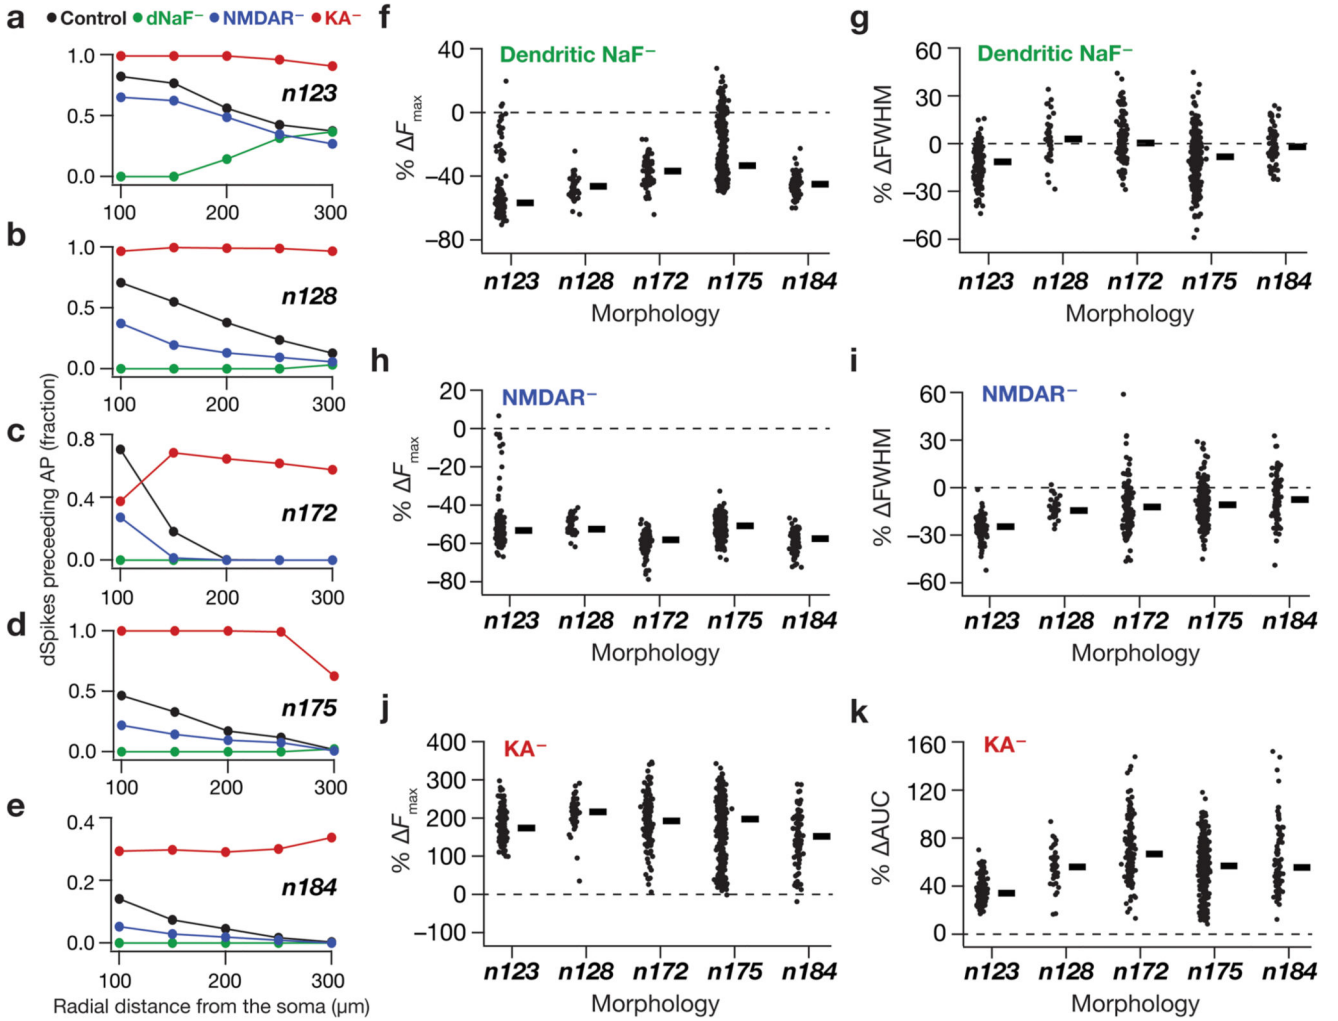 a
Control dNaF– NMDAR– KA–
1.0
0.5
0.0
n123
100 200 300
b
1.0
0.5
0.0
n128
100 200 300
c
0.8
0.4
0.0
n172
100 200 300
d
1.0
0.5
0.0
n175
100 200 300
e
0.4
0.2
0.0
n184
100 200 300
dSpikes preceeding AP (fraction)
Radial distance from the soma (µm)
f
Dendritic NaF–
40
0
–40
–80
% ΔFmax
n123 n128 n172 n175 n184
Morphology
g
Dendritic NaF–
60
30
0
–30
–60
% ΔFWHM
n123 n128 n172 n175 n184
Morphology
h
NMDAR–
20
0
–20
–40
–60
–80
% ΔFmax
n123 n128 n172 n175 n184
Morphology
i
NMDAR–
60
30
0
–30
–60
% ΔFWHM
n123 n128 n172 n175 n184
Morphology
j
KA–
400
300
200
100
0
–100
% ΔFmax
n123 n128 n172 n175 n184
Morphology
k
KA–
160
120
80
40
0
% ΔAUC
n123 n128 n172 n175 n184
Morphology